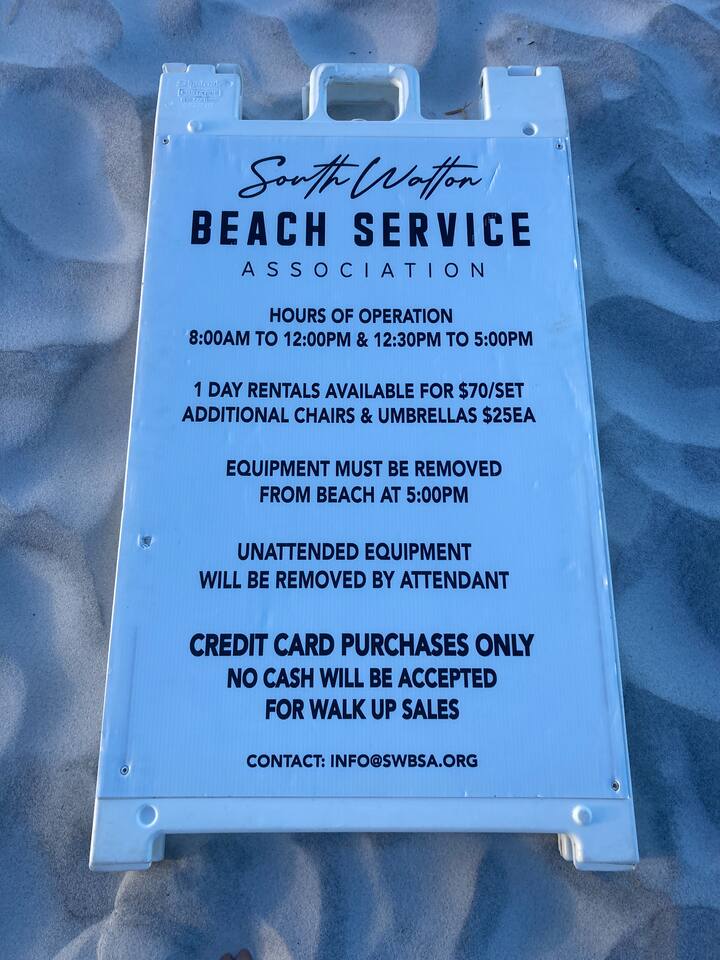 South Walton
BEACH SERVICE
ASSOCIATION
HOURS OF OPERATION
8:00AM TO 12:00PM & 12:30PM TO 5:00PM
1 DAY RENTALS AVAILABLE FOR $70/SET
ADDITIONAL CHAIRS & UMBRELLAS $25EA
EQUIPMENT MUST BE REMOVED
FROM BEACH AT 5:00PM
UNATTENDED EQUIPMENT
WILL BE REMOVED BY ATTENDANT
CREDIT CARD PURCHASES ONLY
NO CASH WILL BE ACCEPTED
FOR WALK UP SALES
CONTACT: INFO@SWBSA.ORG